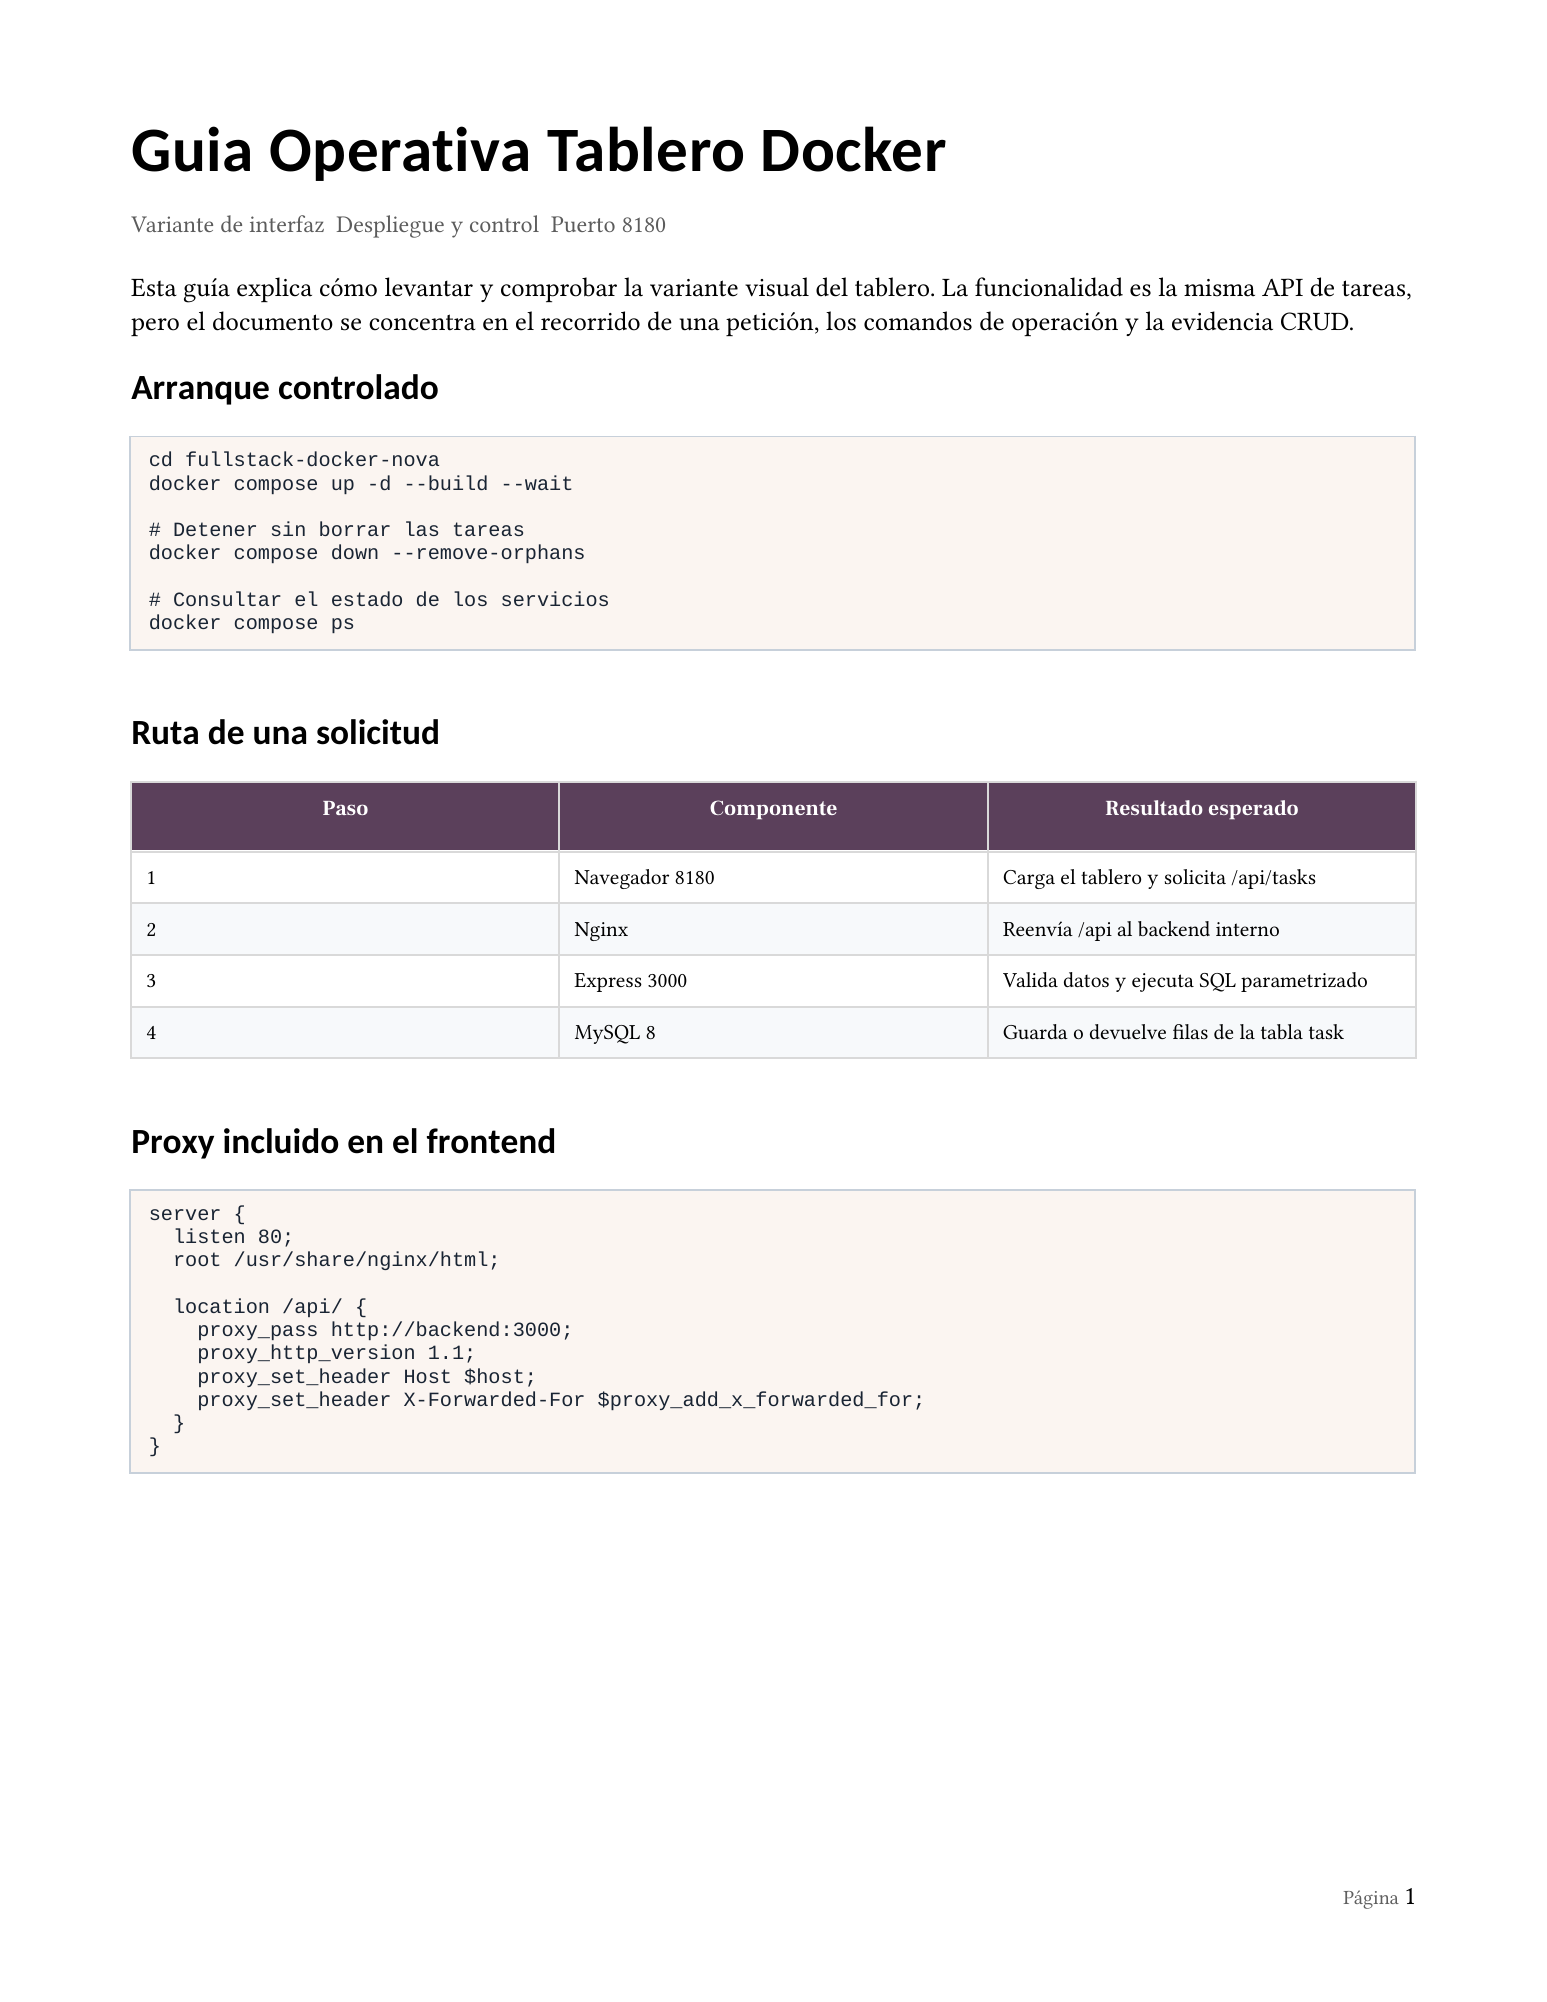 Guia Operativa Tablero Docker
Variante de interfaz  Despliegue y control  Puerto 8180
Esta guía explica cómo levantar y comprobar la variante visual del tablero. La funcionalidad es la misma API de tareas,
pero el documento se concentra en el recorrido de una petición, los comandos de operación y la evidencia CRUD.
Arranque controlado
cd fullstack-docker-nova
docker compose up -d --build --wait
# Detener sin borrar las tareas
docker compose down --remove-orphans
# Consultar el estado de los servicios
docker compose ps
Ruta de una solicitud
Paso Componente Resultado esperado
1 Navegador 8180 Carga el tablero y solicita /api/tasks
2 Nginx Reenvía /api al backend interno
3 Express 3000 Valida datos y ejecuta SQL parametrizado
4 MySQL 8 Guarda o devuelve filas de la tabla task
Proxy incluido en el frontend
server {
  listen 80;
  root /usr/share/nginx/html;
  location /api/ {
    proxy_pass http://backend:3000;
    proxy_http_version 1.1;
    proxy_set_header Host $host;
    proxy_set_header X-Forwarded-For $proxy_add_x_forwarded_for;
  }
}
Página 1